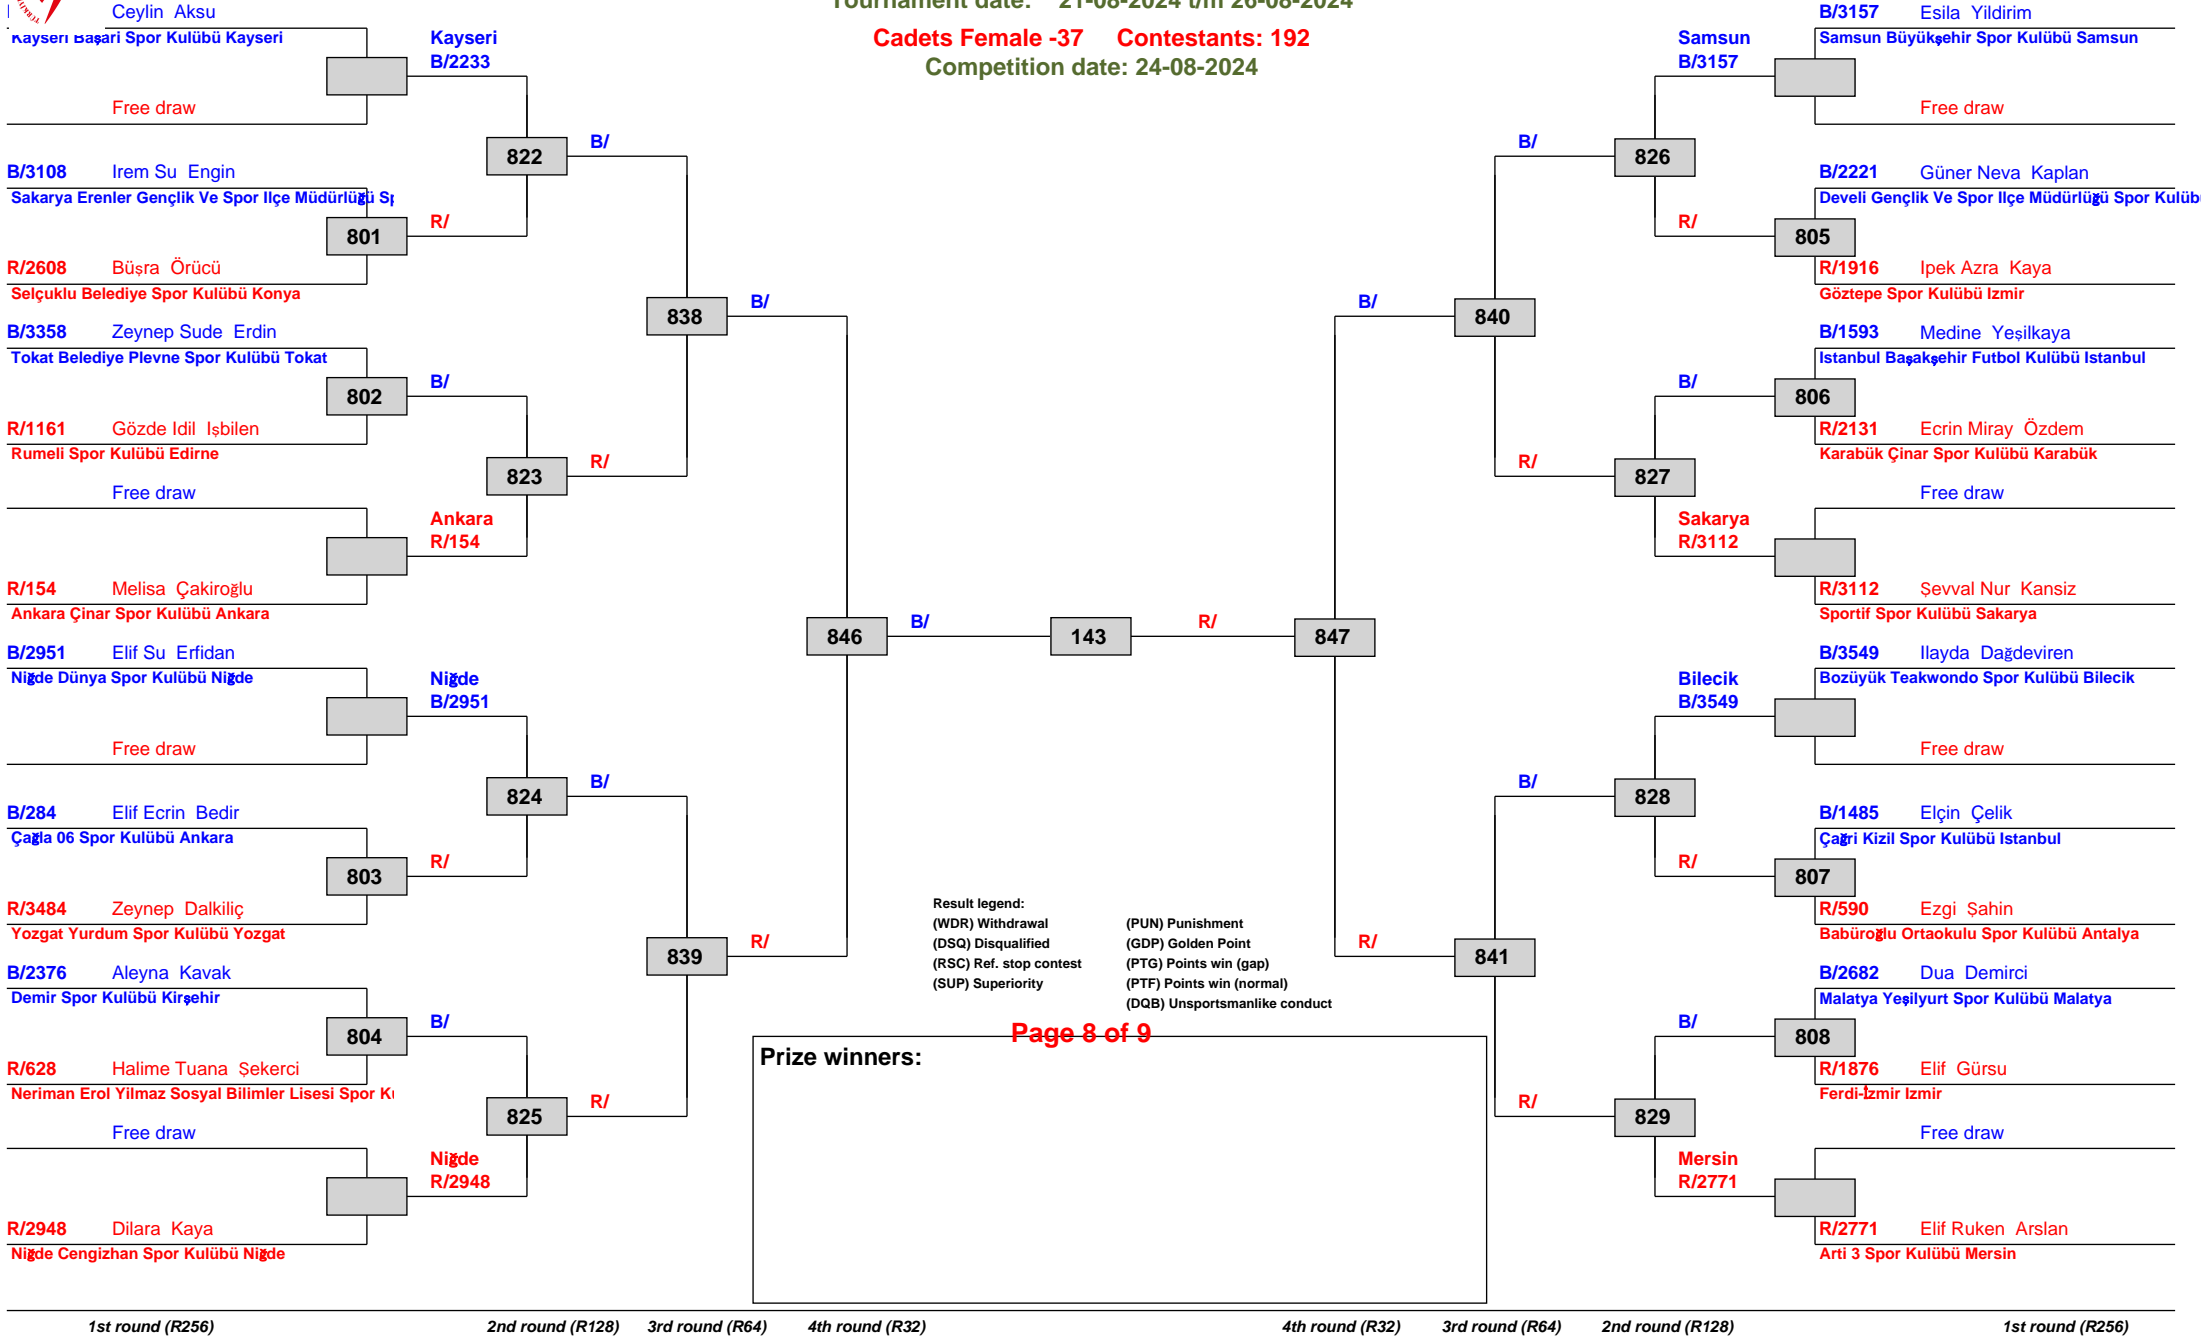 Tournament date: 21-08-2024 t/m 26-08-2024
Cadets Female -37 Contestants: 192
Competition date: 24-08-2024
Ceylin Aksu
Kayseri Başari Spor Kulübü Kayseri
Free draw
Kayseri
B/2233
822
B/
B/3108 Irem Su Engin
Sakarya Erenler Gençlik Ve Spor Ilçe Müdürlüğü Sp
801
R/
R/2608 Büşra Örücü
Selçuklu Belediye Spor Kulübü Konya
838
B/
B/3358 Zeynep Sude Erdin
Tokat Belediye Plevne Spor Kulübü Tokat
802
B/
R/1161 Gözde Idil Işbilen
Rumeli Spor Kulübü Edirne
823
R/
Free draw
Ankara
R/154
R/154 Melisa Çakiroğlu
Ankara Çinar Spor Kulübü Ankara
846
B/
143
R/
847
B/2951 Elif Su Erfidan
Niğde Dünya Spor Kulübü Niğde
Niğde
B/2951
Free draw
824
B/
B/284 Elif Ecrin Bedir
Çağla 06 Spor Kulübü Ankara
803
R/
R/3484 Zeynep Dalkiliç
Yozgat Yurdum Spor Kulübü Yozgat
839
R/
B/2376 Aleyna Kavak
Demir Spor Kulübü Kirşehir
804
B/
R/628 Halime Tuana Şekerci
Neriman Erol Yilmaz Sosyal Bilimler Lisesi Spor Ku
825
R/
Free draw
Niğde
R/2948
R/2948 Dilara Kaya
Niğde Cengizhan Spor Kulübü Niğde
B/3157 Esila Yildirim
Samsun Büyükşehir Spor Kulübü Samsun
Samsun
B/3157
Free draw
B/
826
B/2221 Güner Neva Kaplan
Develi Gençlik Ve Spor Ilçe Müdürlüğü Spor Kulüb
R/
805
R/1916 Ipek Azra Kaya
Göztepe Spor Kulübü Izmir
B/
840
B/1593 Medine Yeşilkaya
Istanbul Başakşehir Futbol Kulübü Istanbul
B/
806
R/2131 Ecrin Miray Özdem
Karabük Çinar Spor Kulübü Karabük
R/
827
Free draw
Sakarya
R/3112
R/3112 Şevval Nur Kansiz
Sportif Spor Kulübü Sakarya
B/3549 Ilayda Dağdeviren
Bozüyük Teakwondo Spor Kulübü Bilecik
Bilecik
B/3549
Free draw
B/
828
B/1485 Elçin Çelik
Çağri Kizil Spor Kulübü Istanbul
R/
807
R/590 Ezgi Şahin
Babüroğlu Ortaokulu Spor Kulübü Antalya
R/
841
B/2682 Dua Demirci
Malatya Yeşilyurt Spor Kulübü Malatya
B/
808
R/1876 Elif Gürsu
Ferdi-İzmir Izmir
R/
829
Free draw
Mersin
R/2771
R/2771 Elif Ruken Arslan
Arti 3 Spor Kulübü Mersin
Result legend:
(WDR) Withdrawal (PUN) Punishment
(DSQ) Disqualified (GDP) Golden Point
(RSC) Ref. stop contest (PTG) Points win (gap)
(SUP) Superiority (PTF) Points win (normal)
(DQB) Unsportsmanlike conduct
Page 8 of 9
Prize winners:
1st round (R256) 2nd round (R128) 3rd round (R64) 4th round (R32) 4th round (R32) 3rd round (R64) 2nd round (R128) 1st round (R256)